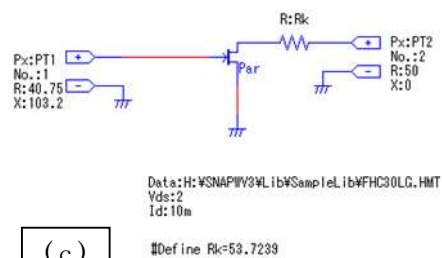 R:Rk
Px:PT1
No.:1
R:40.75
X:103.2
+
-
Par
+
-
Px:PT2
No.:2
R:50
X:0
Data:H:¥SNAPWV3¥Lib¥SampleLib¥FHC30LG.HMT
Vds:2
Id:10m
#Define Rk=53.7239
(c)